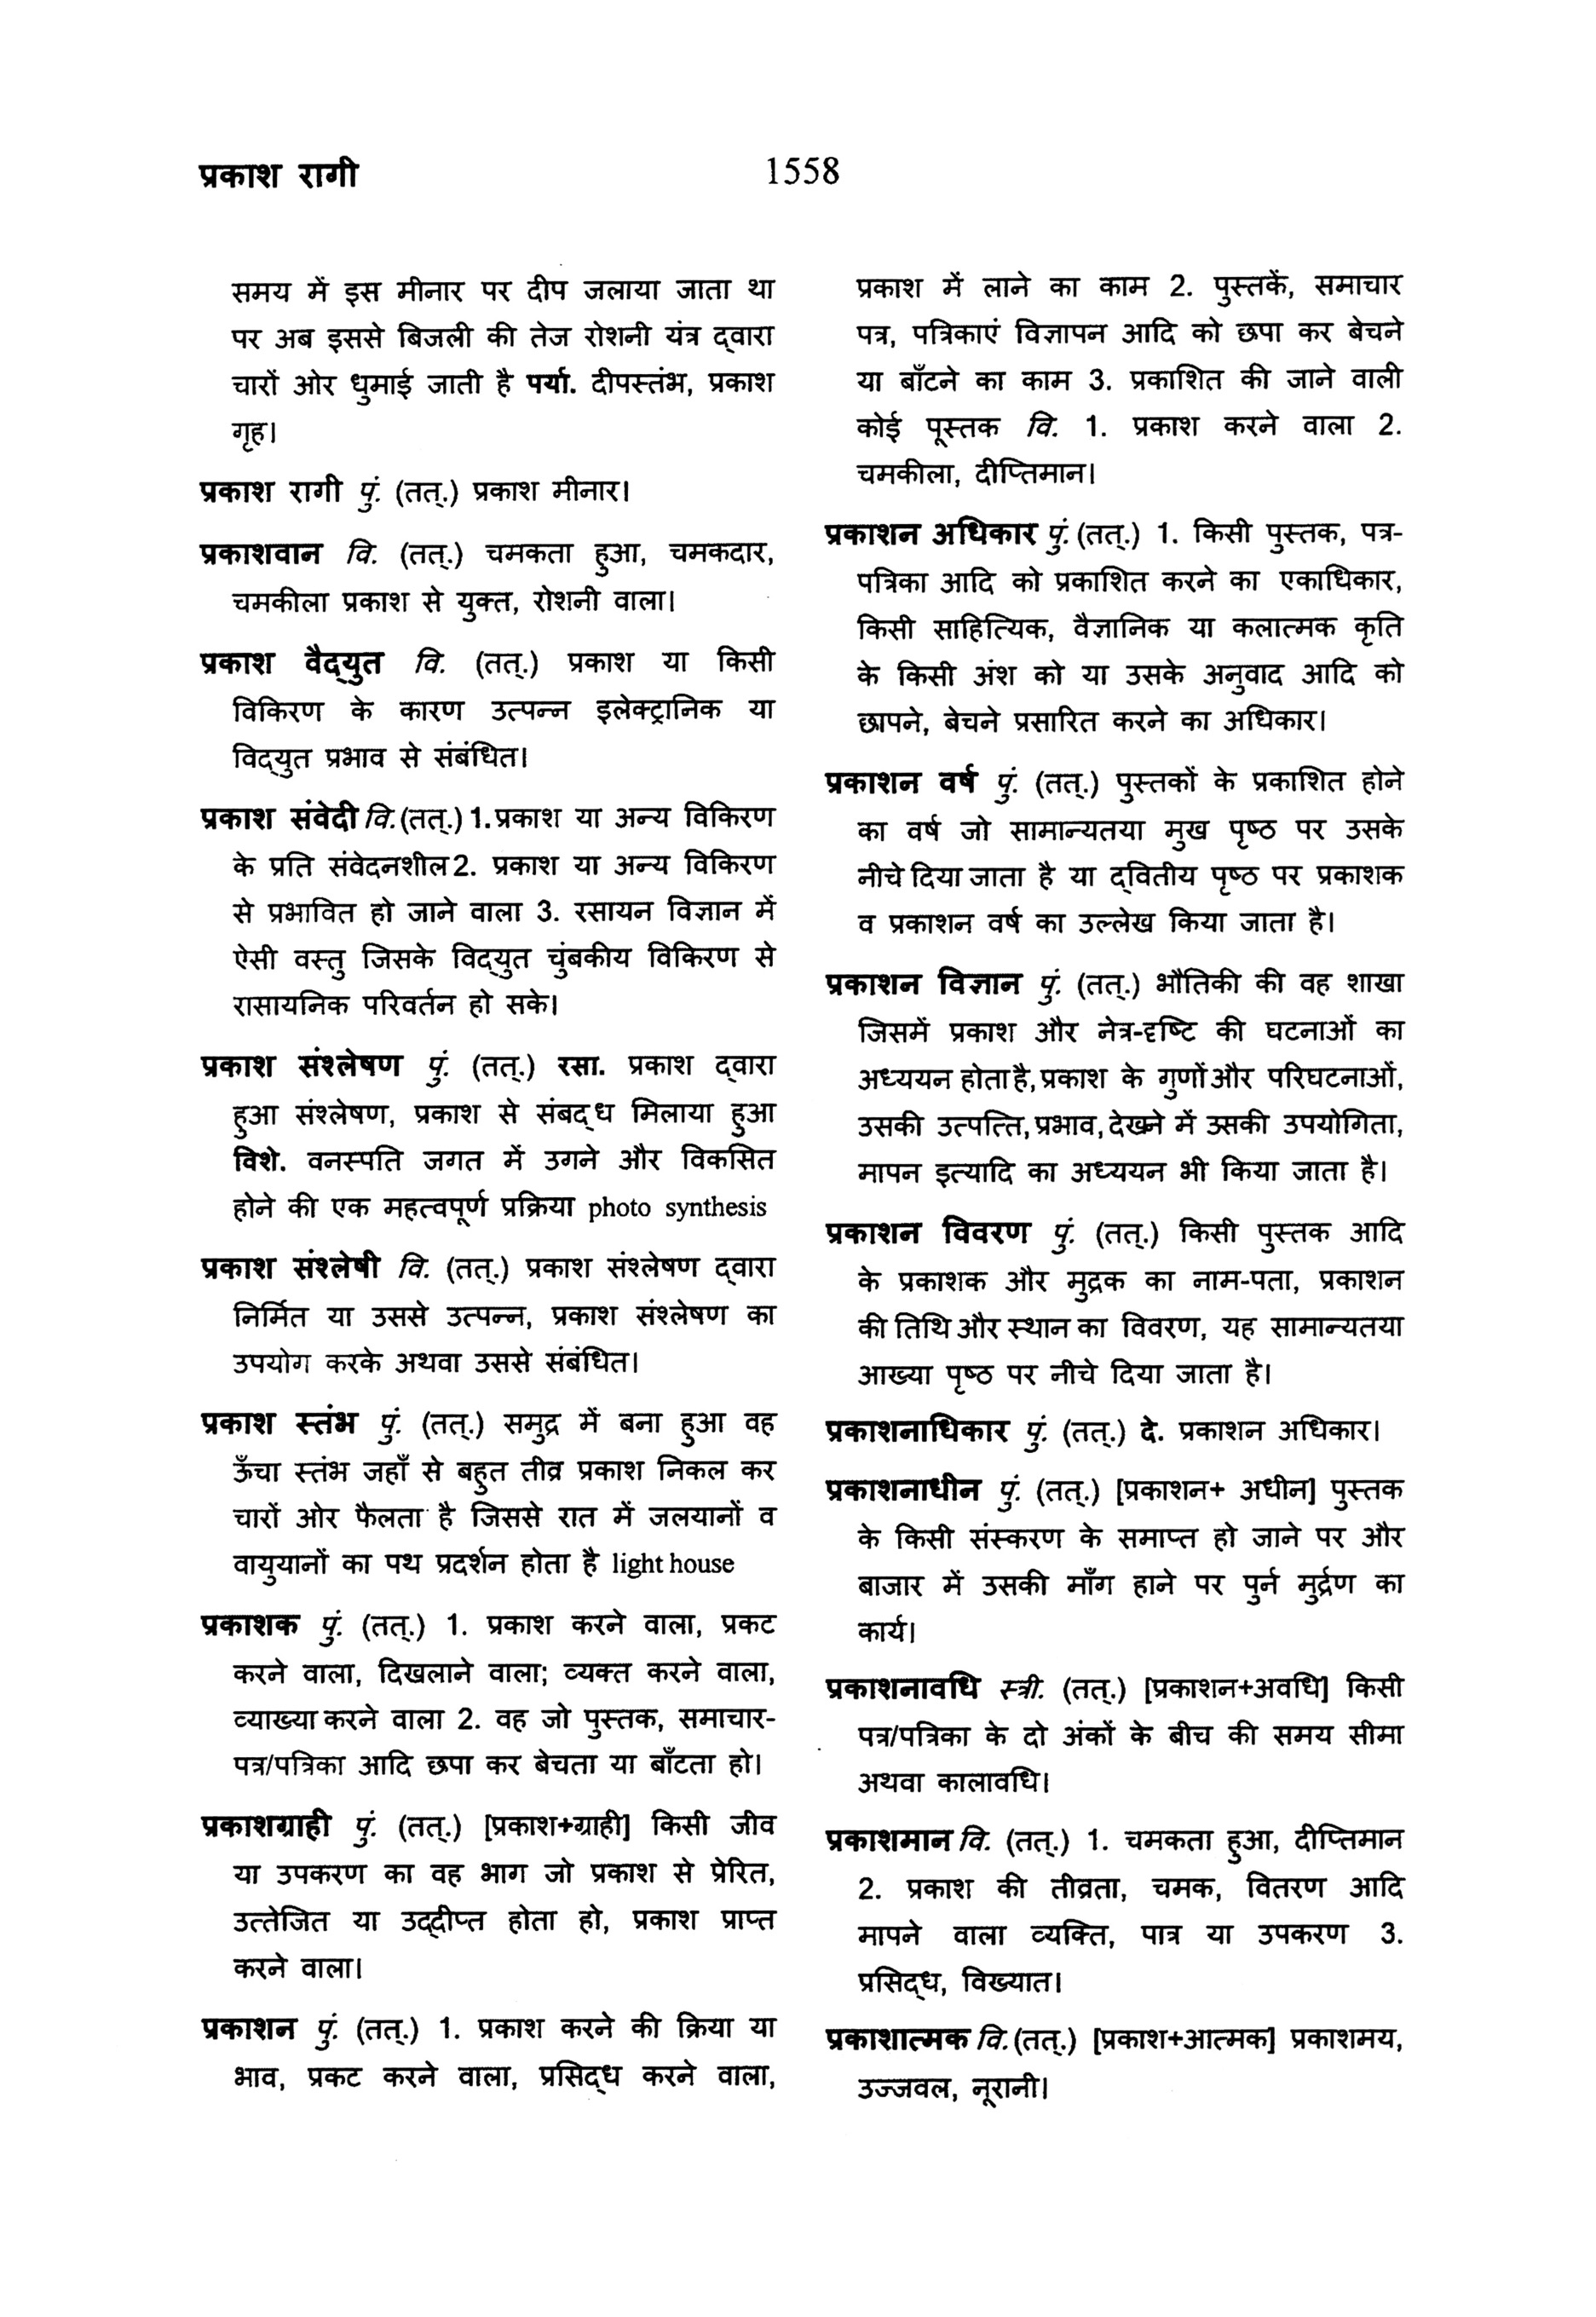 प्रकाश रागी
1558
समय में इस मीनार पर दीप जलाया जाता था
पर अब इससे बिजली की तेज रोशनी यंत्र द्वारा
चारों ओर धुमाई जाती है पर्या. दीपस्तंभ, प्रकाश
गृह।
प्रकाश रागी पुं. (तत्.) प्रकाश मीनार।
प्रकाशवान वि. (तत्.) चमकता हुआ, चमकदार,
चमकीला प्रकाश से युक्त, रोशनी वाला।
प्रकाश वैद्युत वि. (तत्.) प्रकाश या किसी
विकिरण के कारण उत्पन्न इलेक्ट्रानिक या
विद्युत प्रभाव से संबंधित।
प्रकाश संवेदी वि.(तत्.) 1.प्रकाश या अन्य विकिरण
के प्रति संवेदनशील 2. प्रकाश या अन्य विकिरण
से प्रभावित हो जाने वाला 3. रसायन विज्ञान में
ऐसी वस्तु जिसके विद्युत चुंबकीय विकिरण से
रासायनिक परिवर्तन हो सके।
प्रकाश संश्लेषण पुं. (तत्.) रसा. प्रकाश द्वारा
हुआ संश्लेषण, प्रकाश से संबद्ध मिलाया हुआ
विशे. वनस्पति जगत में उगने और विकसित
होने की एक महत्वपूर्ण प्रक्रिया photo synthesis
प्रकाश संश्लेषी वि. (तत्.) प्रकाश संश्लेषण द्वारा
निर्मित या उससे उत्पन्न, प्रकाश संश्लेषण का
उपयोग करके अथवा उससे संबंधित।
प्रकाश स्तंभ पुं. (तत्.) समुद्र में बना हुआ वह
ऊँचा स्तंभ जहाँ से बहुत तीव्र प्रकाश निकल कर
चारों ओर फैलता है जिससे रात में जलयानों व
वायुयानों का पथ प्रदर्शन होता है light house
प्रकाशक पुं. (तत्.) 1. प्रकाश करने वाला, प्रकट
करने वाला, दिखलाने वाला; व्यक्त करने वाला,
व्याख्या करने वाला 2. वह जो पुस्तक, समाचार-
पत्र/पत्रिका आदि छपा कर बेचता या बाँटता हो।
प्रकाशग्राही पुं. (तत्.) [प्रकाश+ग्राही] किसी जीव
या उपकरण का वह भाग जो प्रकाश से प्रेरित,
उत्तेजित या उद्दीप्त होता हो, प्रकाश प्राप्त
करने वाला।
प्रकाशन पुं. (तत्.) 1. प्रकाश करने की क्रिया या
भाव, प्रकट करने वाला, प्रसिद्ध करने वाला,
प्रकाश में लाने का काम 2. पुस्तकें, समाचार
पत्र, पत्रिकाएं विज्ञापन आदि को छपा कर बेचने
या बाँटने का काम 3. प्रकाशित की जाने वाली
कोई पूस्तक वि. 1. प्रकाश करने वाला 2.
चमकीला, दीप्तिमान।
प्रकाशन अधिकार पुं. (तत्.) 1. किसी पुस्तक, पत्र-
पत्रिका आदि को प्रकाशित करने का एकाधिकार,
किसी साहित्यिक, वैज्ञानिक या कलात्मक कृति
के किसी अंश को या उसके अनुवाद आदि को
छापने, बेचने प्रसारित करने का अधिकार।
प्रकाशन वर्ष पुं. (तत्.) पुस्तकों के प्रकाशित होने
का वर्ष जो सामान्यतया मुख पृष्ठ पर उसके
नीचे दिया जाता है या द्वितीय पृष्ठ पर प्रकाशक
व प्रकाशन वर्ष का उल्लेख किया जाता है।
प्रकाशन विज्ञान पुं. (तत्.) भौतिकी की वह शाखा
जिसमें प्रकाश और नेत्र-दृष्टि की घटनाओं का
अध्ययन होता है, प्रकाश के गुणों और परिघटनाओं,
उसकी उत्पत्ति, प्रभाव, देखने में उसकी उपयोगिता,
मापन इत्यादि का अध्ययन भी किया जाता है।
प्रकाशन विवरण पुं. (तत्.) किसी पुस्तक आदि
के प्रकाशक और मुद्रक का नाम-पता, प्रकाशन
की तिथि और स्थान का विवरण, यह सामान्यतया
आख्या पृष्ठ पर नीचे दिया जाता है।
प्रकाशनाधिकार पुं. (तत्.) दे. प्रकाशन अधिकार।
प्रकाशनाधीन पुं. (तत्.) [प्रकाशन+ अधीन] पुस्तक
के किसी संस्करण के समाप्त हो जाने पर और
बाजार में उसकी माँग हाने पर पुर्न मुर्द्रण का
कार्य।
प्रकाशनावधि स्त्री. (तत्.) [प्रकाशन+अवधि] किसी
पत्र/पत्रिका के दो अंकों के बीच की समय सीमा
अथवा कालावधि।
प्रकाशमान वि. (तत्.) 1. चमकता हुआ, दीप्तिमान
2. प्रकाश की तीव्रता, चमक, वितरण आदि
मापने वाला व्यक्ति, पात्र या उपकरण 3.
प्रसिद्ध, विख्यात।
प्रकाशात्मक वि.(तत्.) [प्रकाश+आत्मक] प्रकाशमय,
उज्जवल, नूरानी।